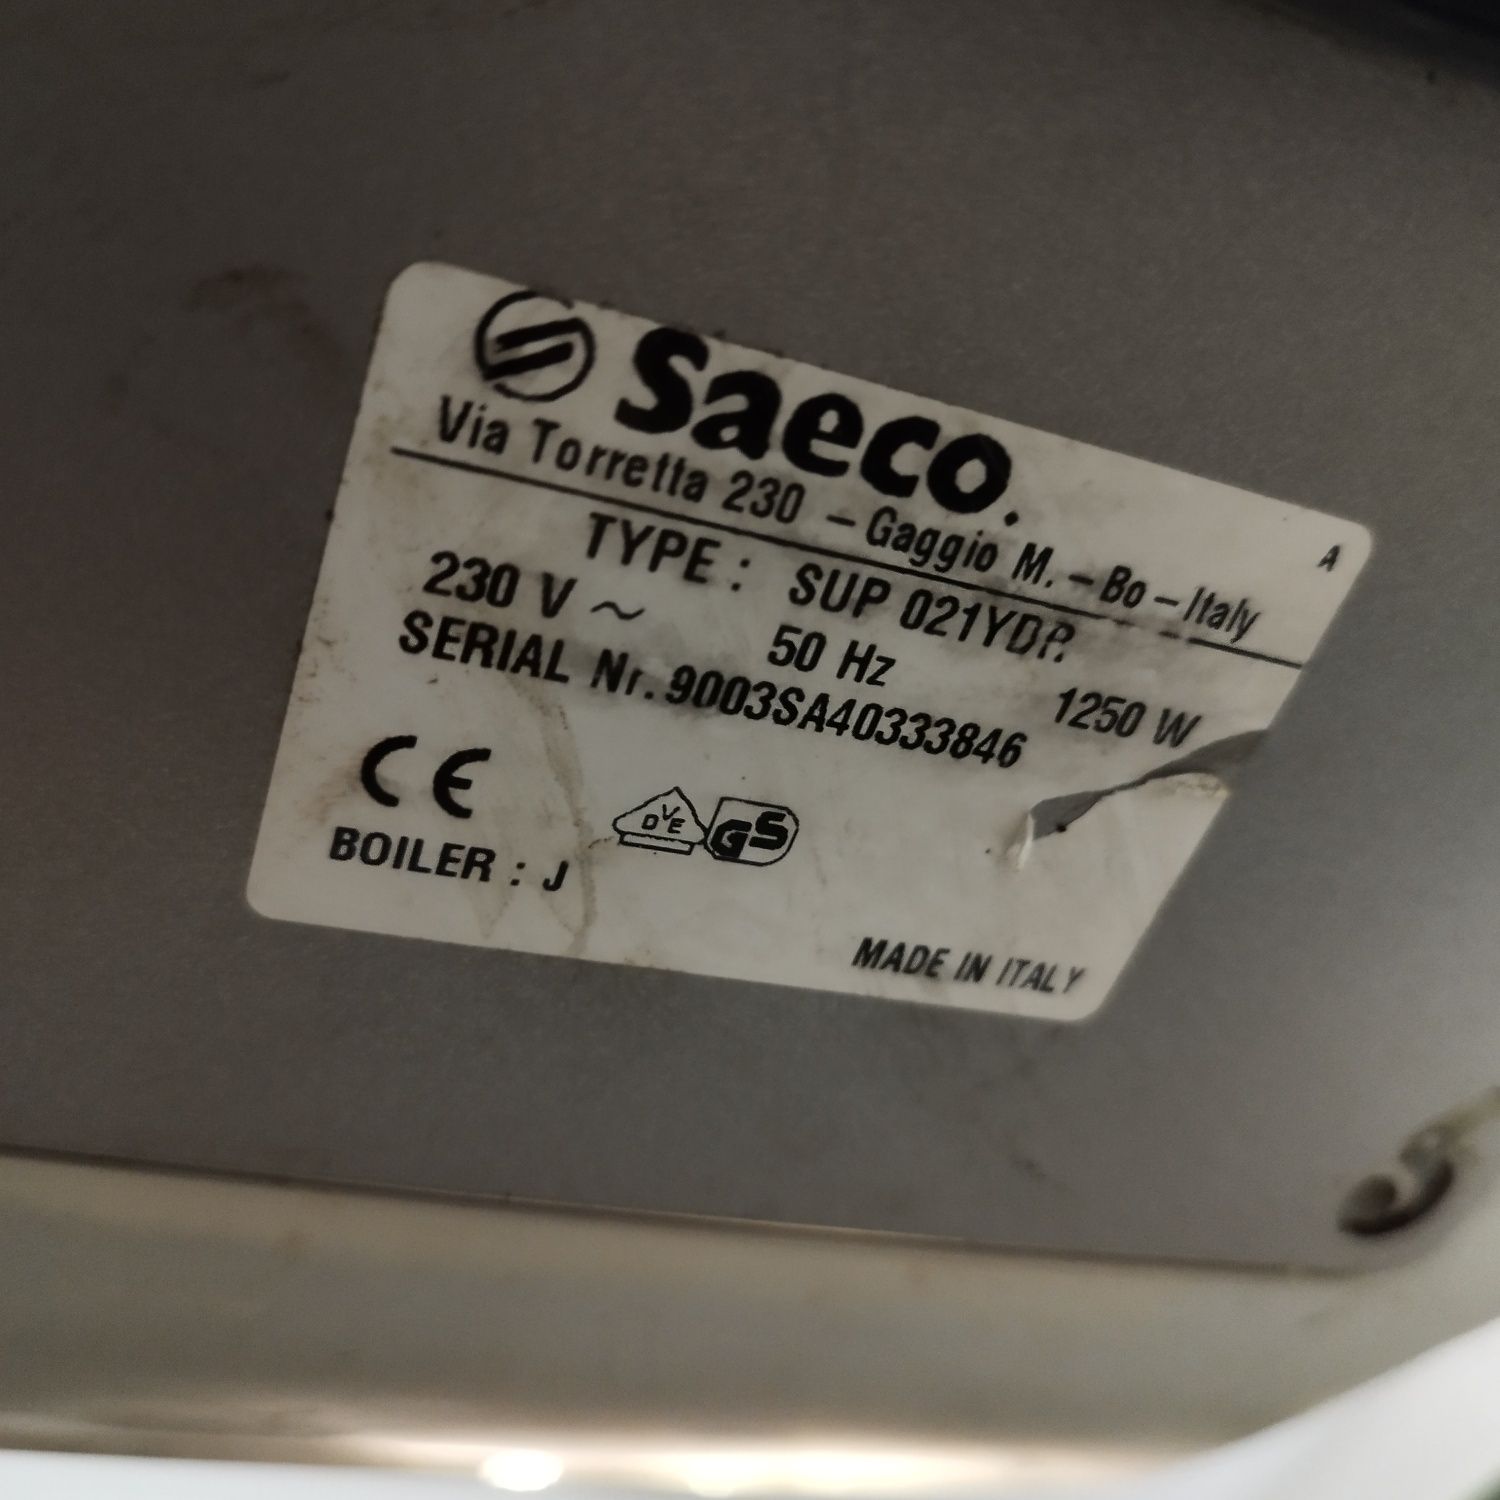 Saeco.
Via Torretta 230 – Gaggio M. – Bo – Italy
A
TYPE : SUP 021YDR
230 V ~ 50 Hz 1250 W
SERIAL Nr. 9003SA40333846
CE
DVE GS
BOILER : J
MADE IN ITALY